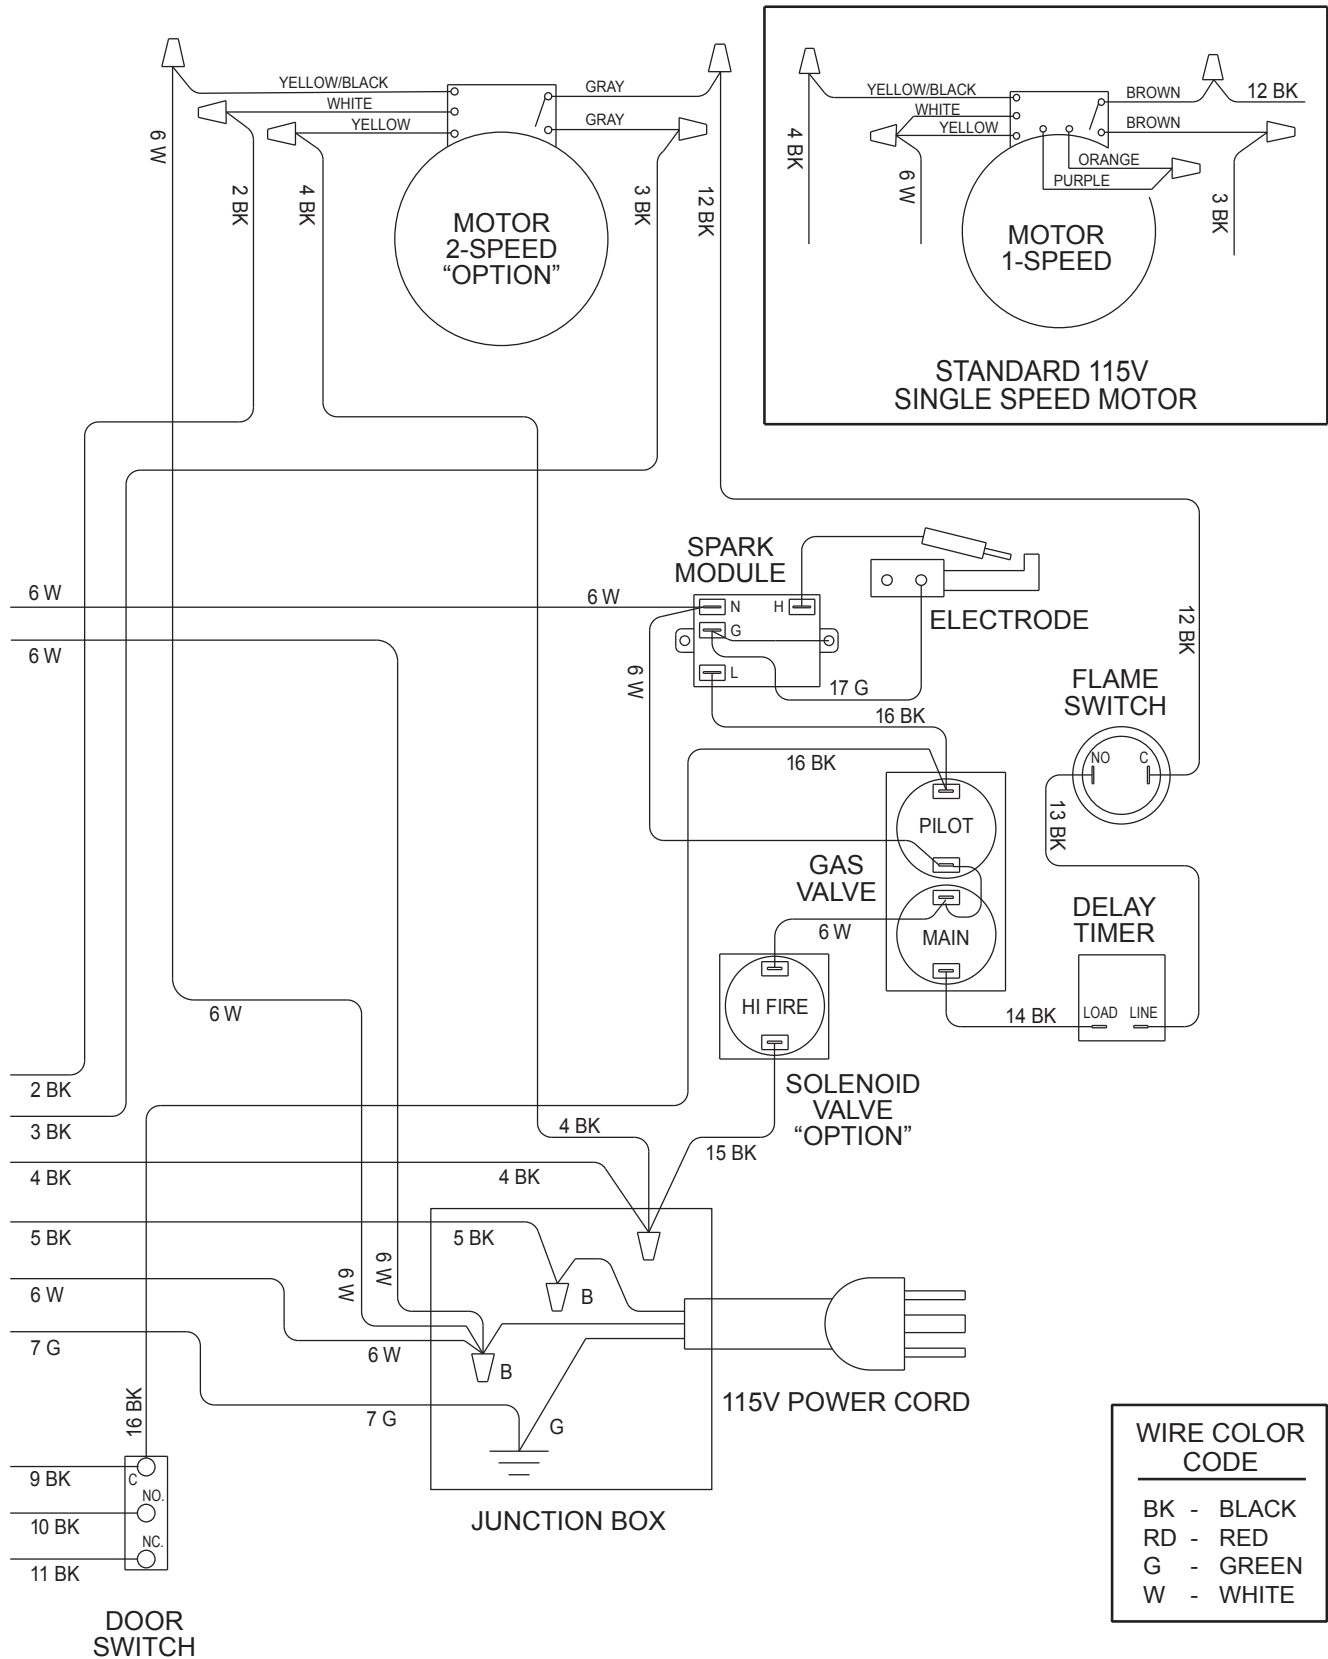 YELLOW/BLACK
WHITE
YELLOW
GRAY
GRAY
6 W
2 BK
4 BK
3 BK
12 BK
MOTOR
2-SPEED
“OPTION”
YELLOW/BLACK
WHITE
YELLOW
BROWN
12 BK
BROWN
ORANGE
PURPLE
4 BK
6 W
3 BK
MOTOR
1-SPEED
STANDARD 115V
SINGLE SPEED MOTOR
SPARK
MODULE
6 W
6 W
N
H
G
L
6 W
6 W
17 G
ELECTRODE
12 BK
FLAME
SWITCH
NO
C
16 BK
16 BK
13 BK
PILOT
GAS
VALVE
MAIN
6 W
DELAY
TIMER
LOAD
LINE
14 BK
HI FIRE
6 W
SOLENOID
VALVE
“OPTION”
2 BK
3 BK
4 BK
15 BK
4 BK
4 BK
5 BK
5 BK
6 W
6 W
6 W
B
6 W
B
7 G
7 G
G
115V POWER CORD
16 BK
9 BK
C
10 BK
NO.
11 BK
NC.
JUNCTION BOX
DOOR
SWITCH
WIRE COLOR
CODE
BK - BLACK
RD - RED
G - GREEN
W - WHITE